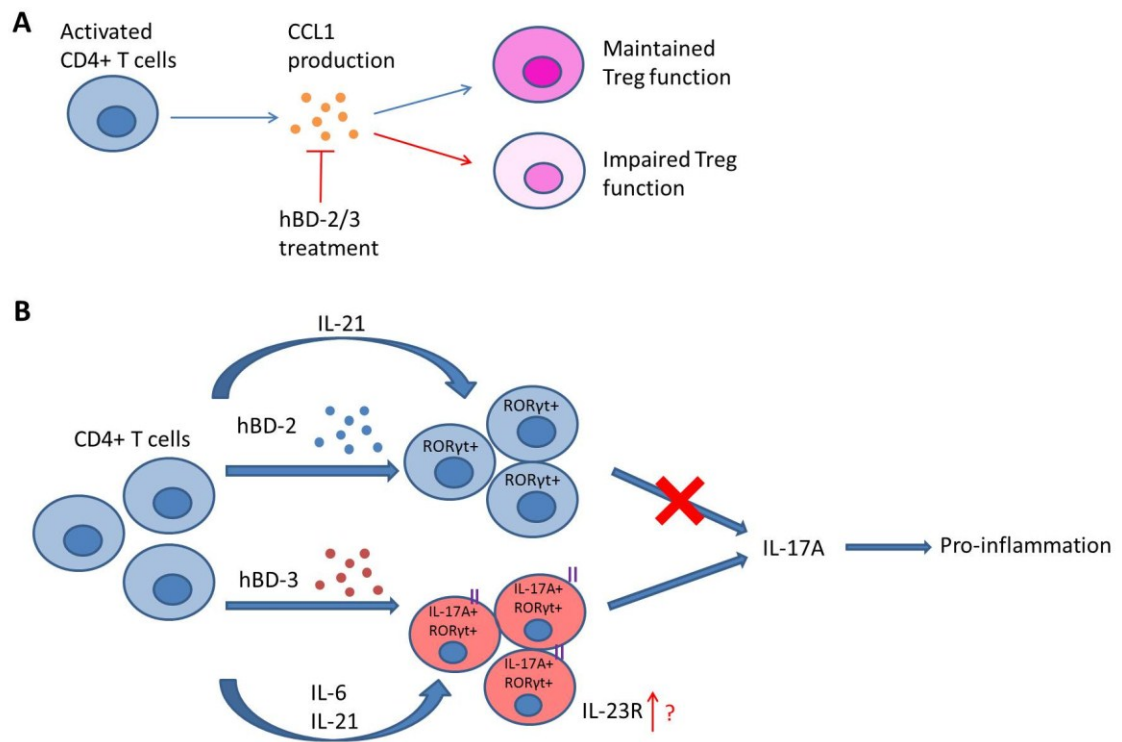 A
Activated
CD4+ T cells
CCL1
production
Maintained
Treg function
Impaired Treg
function
hBD-2/3
treatment
B
IL-21
hBD-2
CD4+ T cells
RORγt+
RORγt+
RORγt+
IL-17A
Pro-inflammation
hBD-3
IL-17A+
RORγt+
IL-17A+
RORγt+
IL-17A+
RORγt+
IL-6
IL-21
IL-23R ?